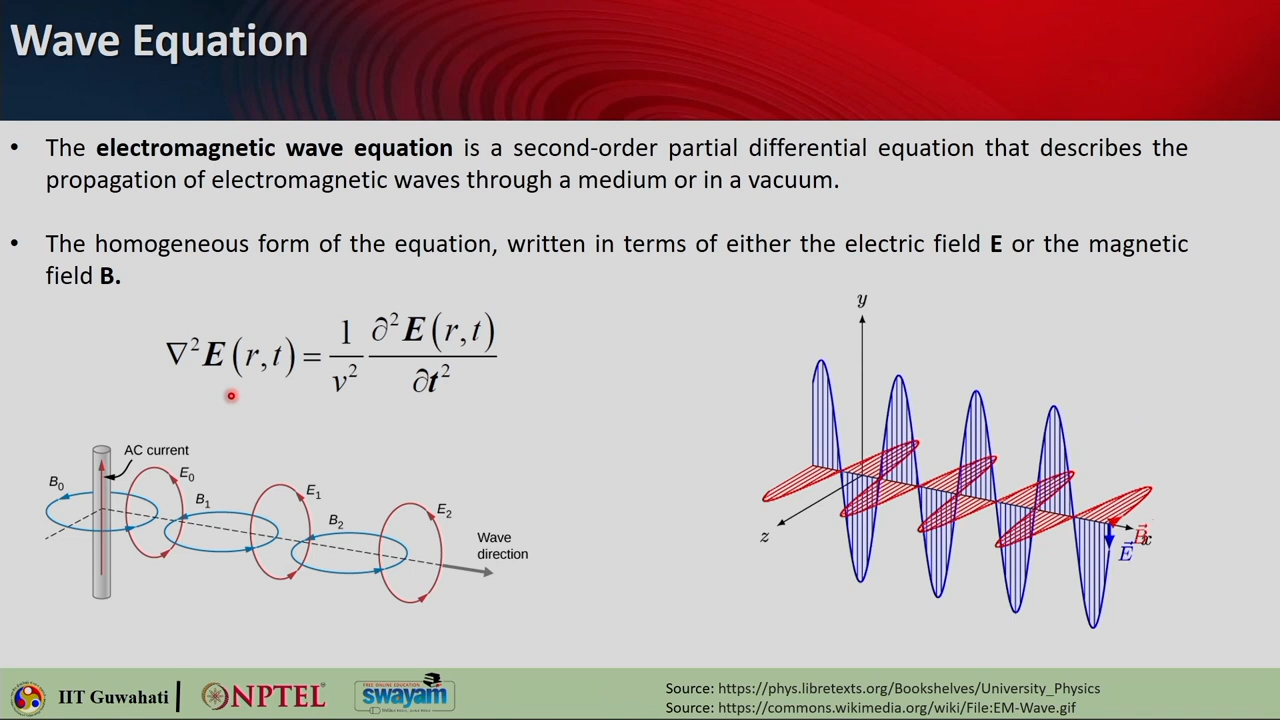 Wave Equation
• The electromagnetic wave equation is a second-order partial differential equation that describes the
propagation of electromagnetic waves through a medium or in a vacuum.
• The homogeneous form of the equation, written in terms of either the electric field E or the magnetic
field B.
∇²E(r,t) = 1/v² ∂²E(r,t)/∂t²
AC current
B₀
E₀
B₁
E₁
B₂
E₂
Wave
direction
y
z
B⃗
x
E⃗
IIT Guwahati
NPTEL
FREE ONLINE EDUCATION
swayam
Source: https://phys.libretexts.org/Bookshelves/University_Physics
Source: https://commons.wikimedia.org/wiki/File:EM-Wave.gif